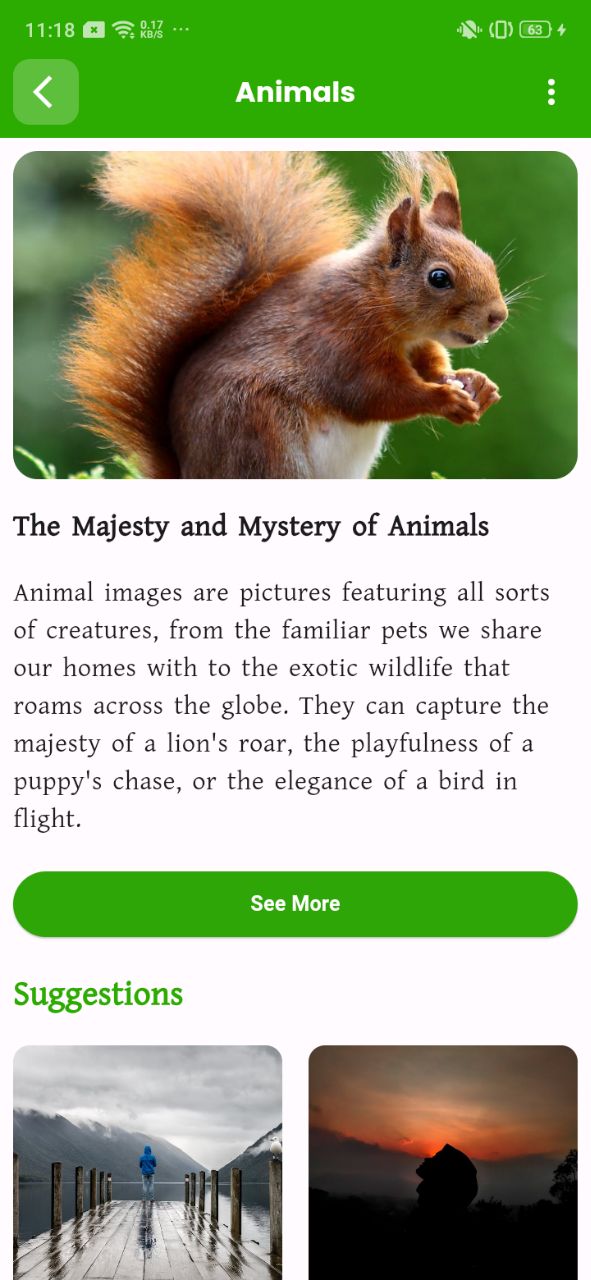 11:18 0.17 KB/S ... 63
Animals
The Majesty and Mystery of Animals
Animal images are pictures featuring all sorts
of creatures, from the familiar pets we share
our homes with to the exotic wildlife that
roams across the globe. They can capture the
majesty of a lion's roar, the playfulness of a
puppy's chase, or the elegance of a bird in
flight.
See More
Suggestions